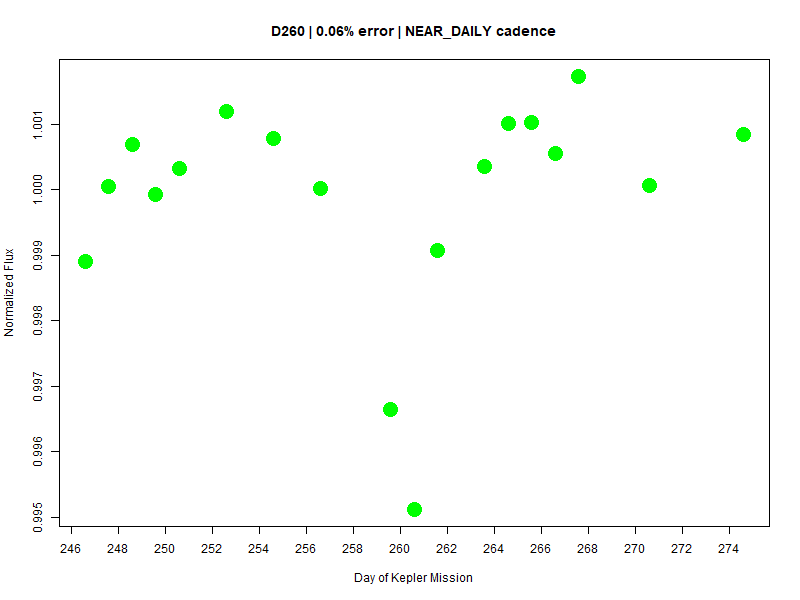 D260 | 0.06% error | NEAR_DAILY cadence
Normalized Flux
1.001
1.000
0.999
0.998
0.997
0.996
0.995
246 248 250 252 254 256 258 260 262 264 266 268 270 272 274
Day of Kepler Mission